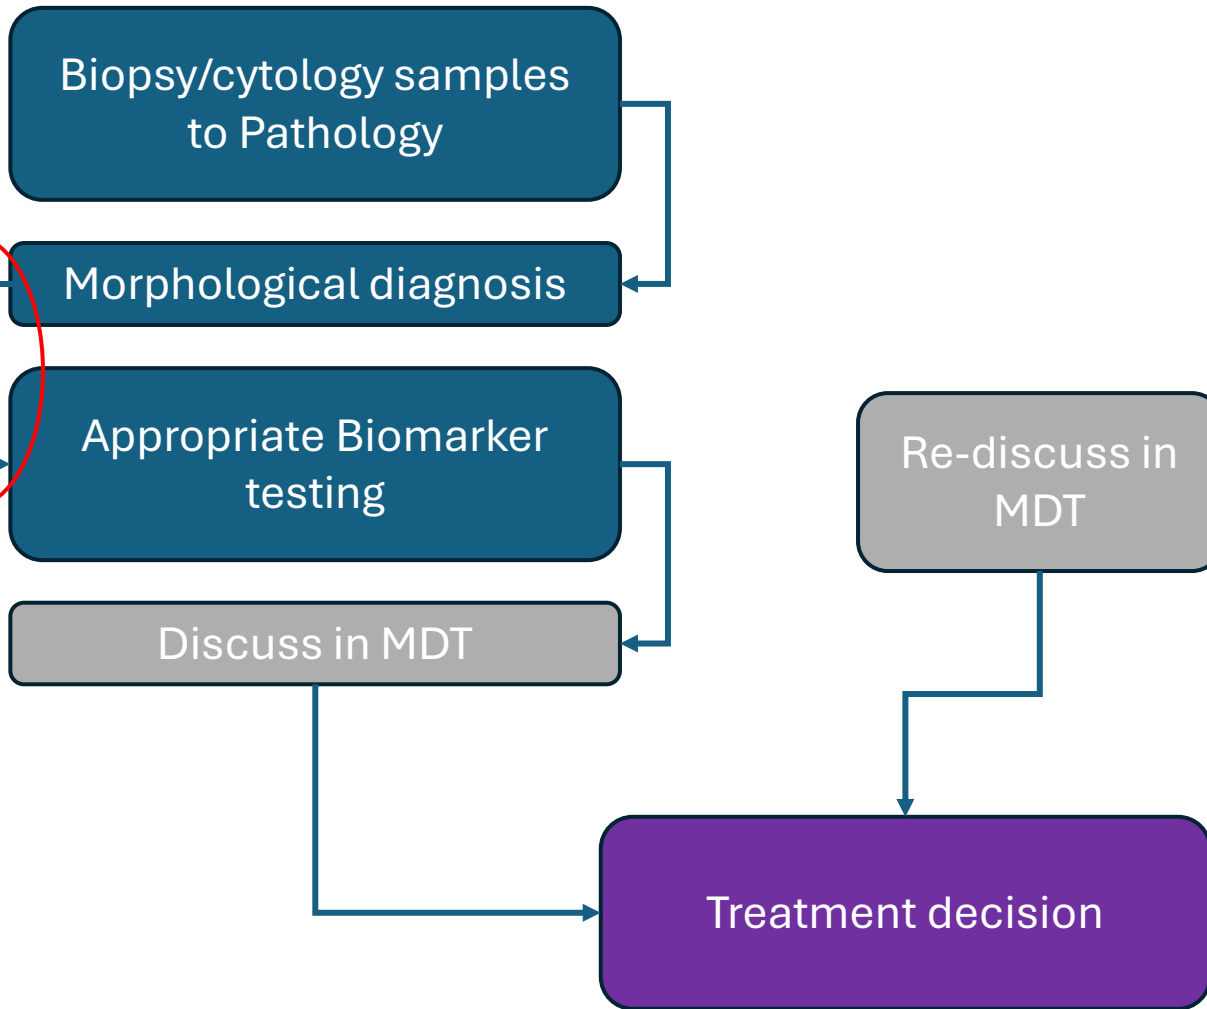 Biopsy/cytology samples
to Pathology
Morphological diagnosis
Appropriate Biomarker
testing
Discuss in MDT
Re-discuss in
MDT
Treatment decision